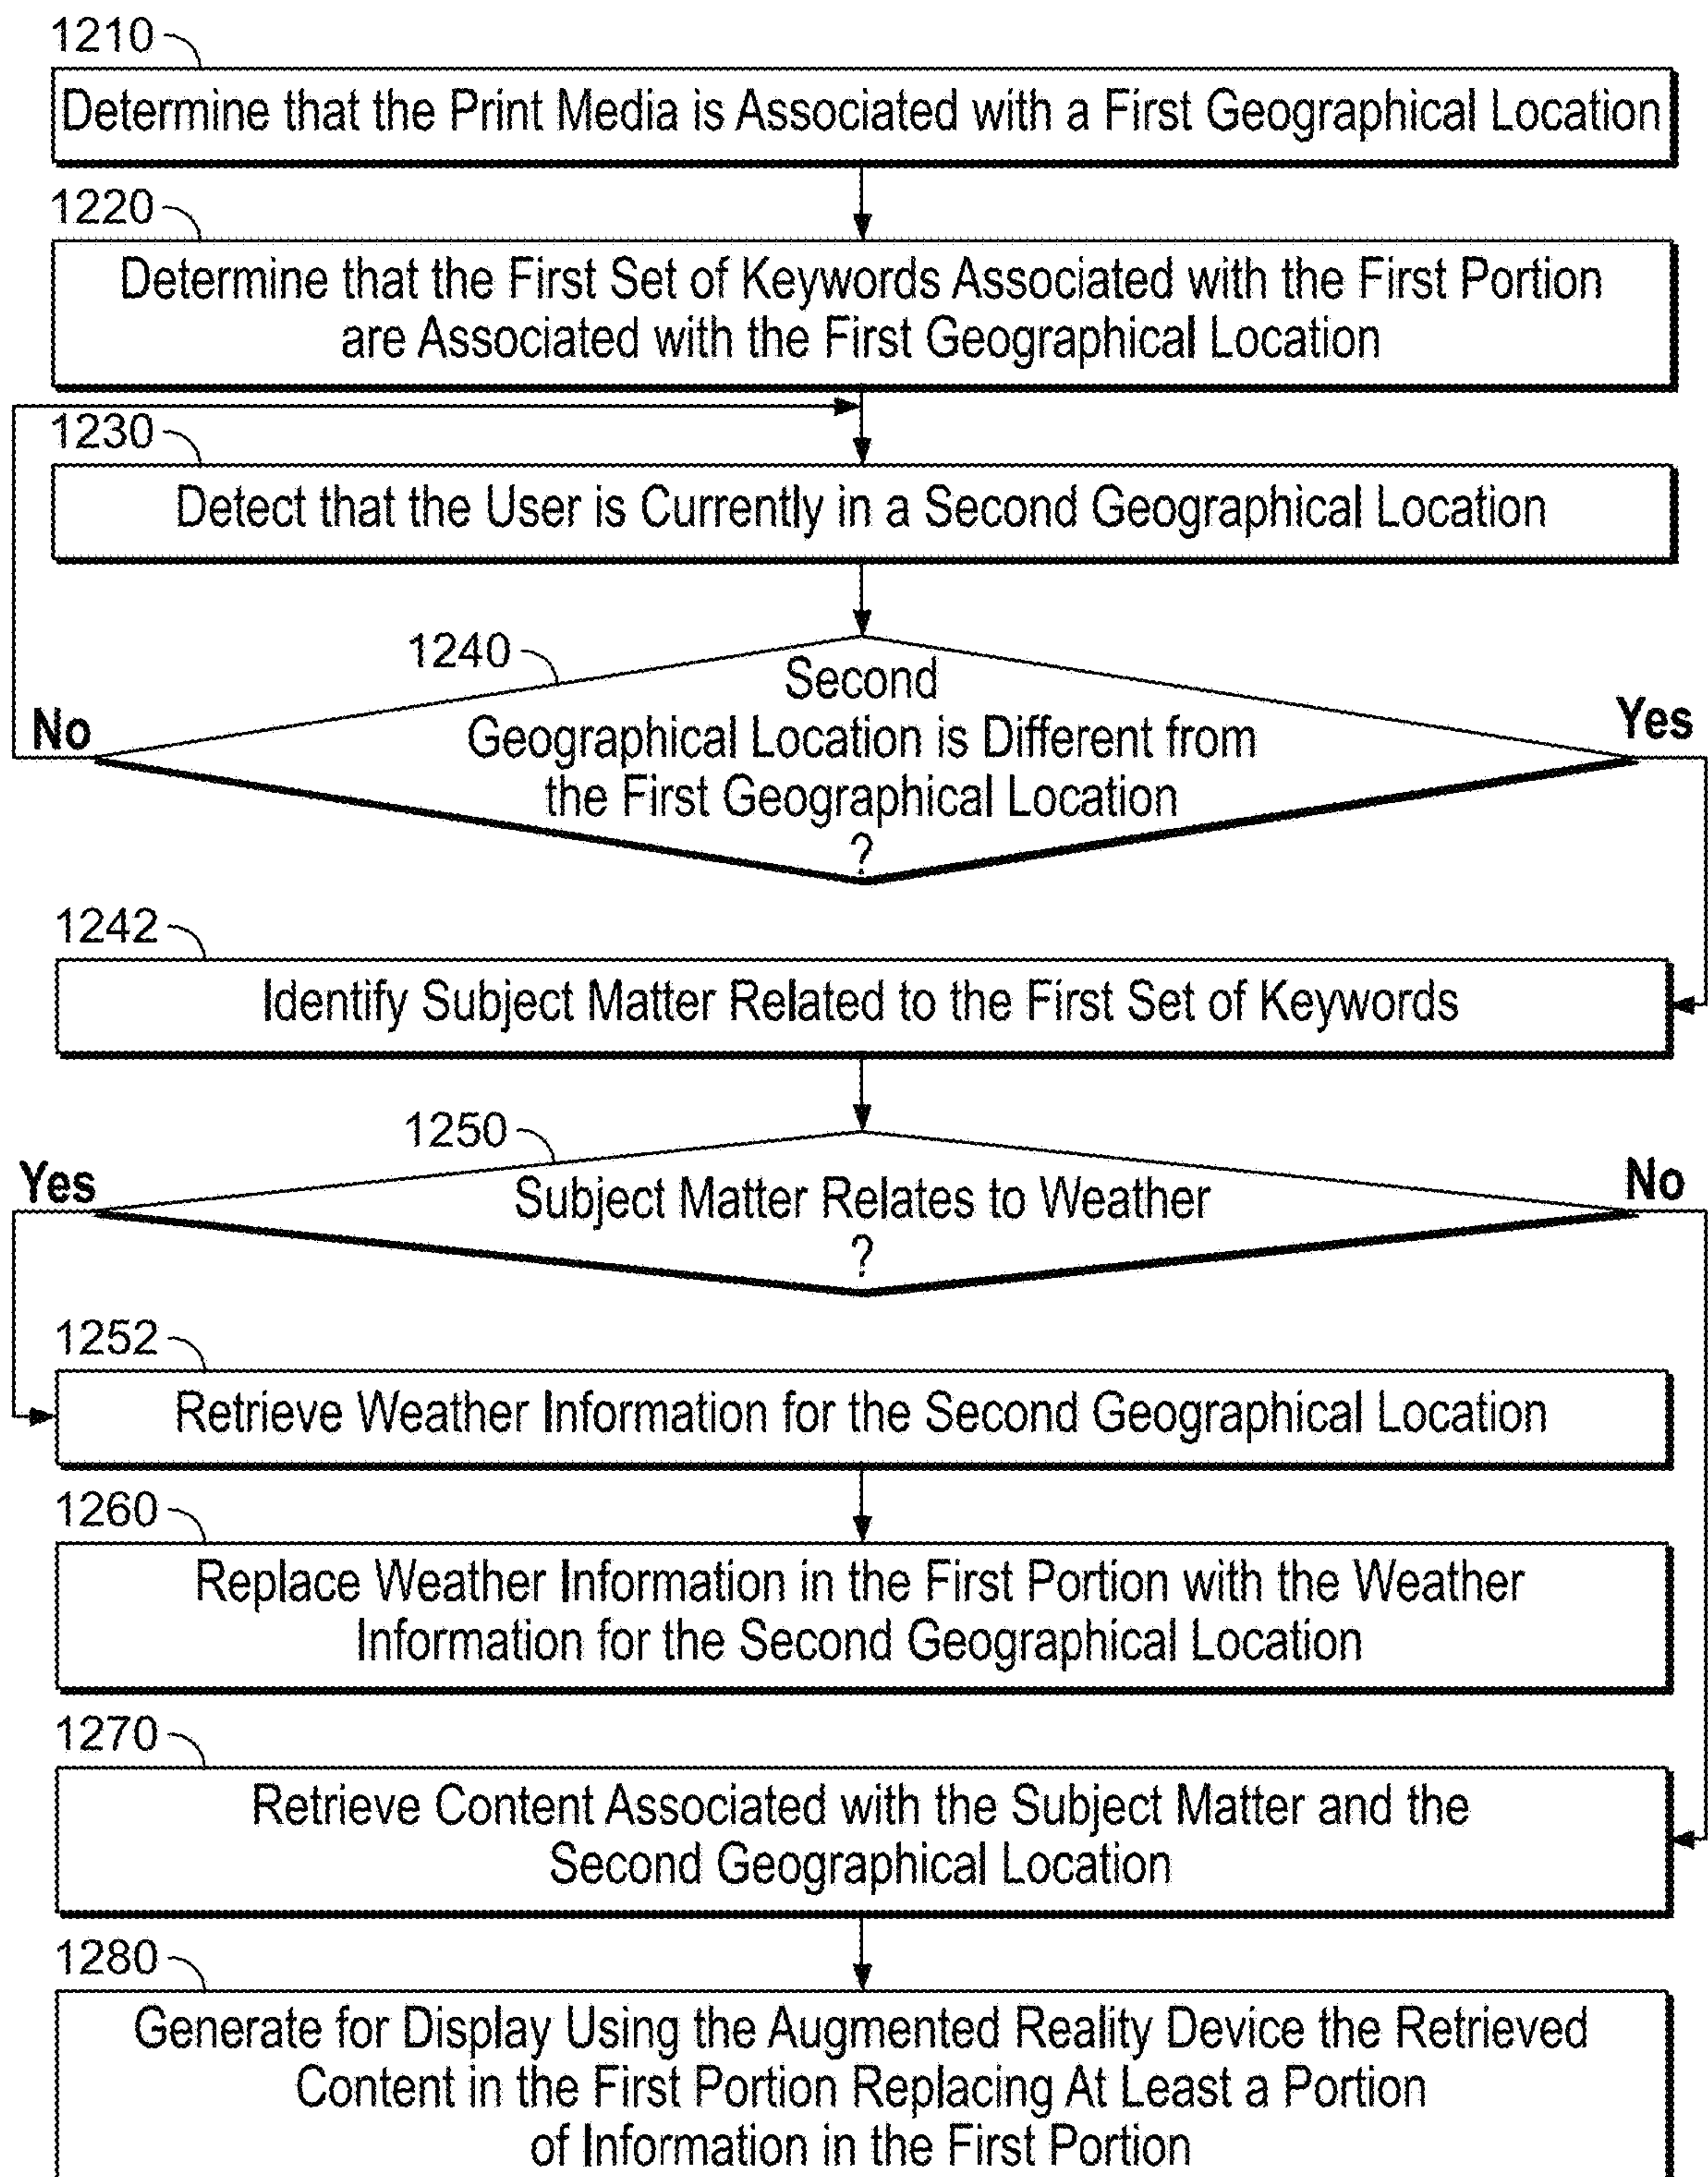 1210
Determine that the Print Media is Associated with a First Geographical Location
1220
Determine that the First Set of Keywords Associated with the First Portion
are Associated with the First Geographical Location
1230
Detect that the User is Currently in a Second Geographical Location
1240
Second
Geographical Location is Different from
the First Geographical Location
?
No
Yes
1242
Identify Subject Matter Related to the First Set of Keywords
1250
Subject Matter Relates to Weather
?
Yes
No
1252
Retrieve Weather Information for the Second Geographical Location
1260
Replace Weather Information in the First Portion with the Weather
Information for the Second Geographical Location
1270
Retrieve Content Associated with the Subject Matter and the
Second Geographical Location
1280
Generate for Display Using the Augmented Reality Device the Retrieved
Content in the First Portion Replacing At Least a Portion
of Information in the First Portion